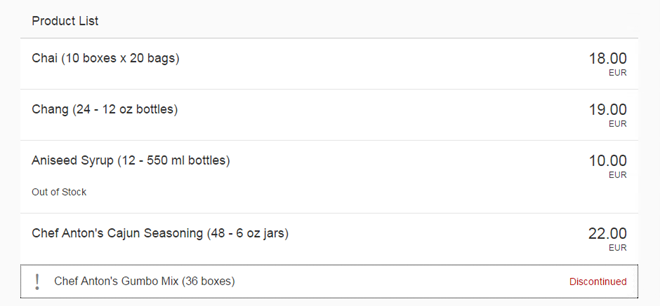 Product List
Chai (10 boxes x 20 bags) 18.00
EUR
Chang (24 - 12 oz bottles) 19.00
EUR
Aniseed Syrup (12 - 550 ml bottles) 10.00
EUR
Out of Stock
Chef Anton's Cajun Seasoning (48 - 6 oz jars) 22.00
EUR
! Chef Anton's Gumbo Mix (36 boxes) Discontinued